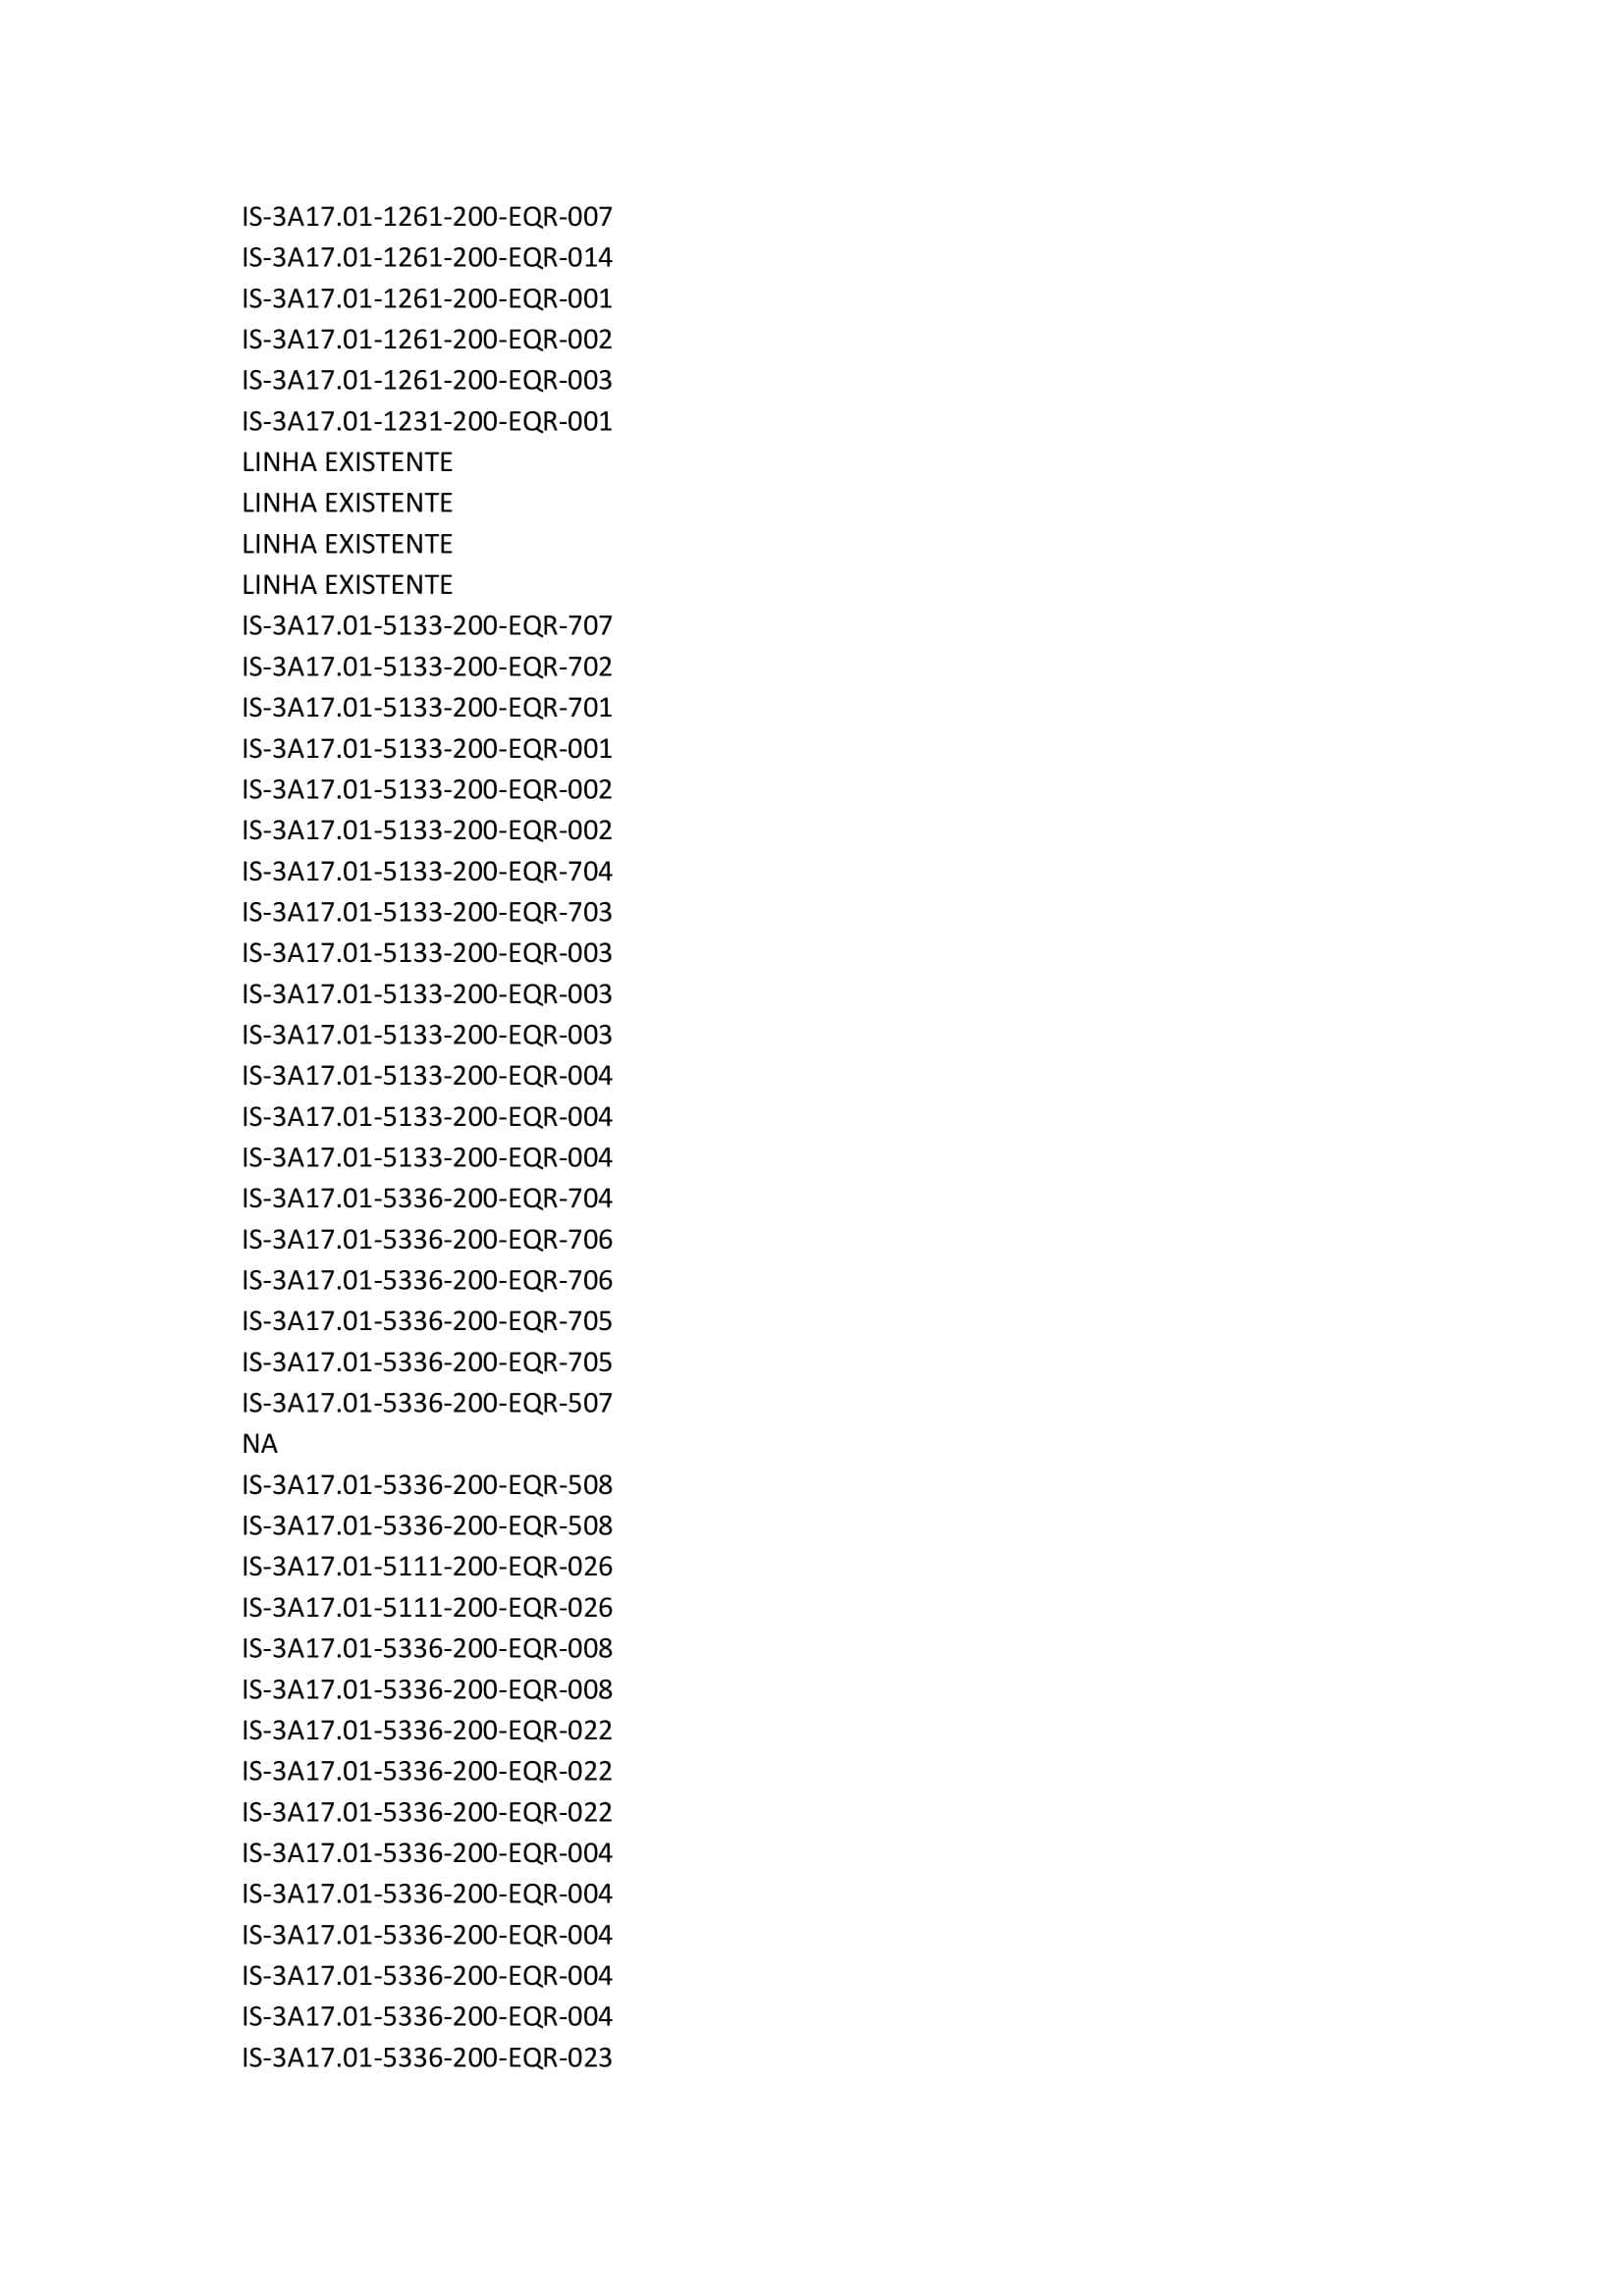 IS-3A17.01-1261-200-EQR-007
IS-3A17.01-1261-200-EQR-014
IS-3A17.01-1261-200-EQR-001
IS-3A17.01-1261-200-EQR-002
IS-3A17.01-1261-200-EQR-003
IS-3A17.01-1231-200-EQR-001
LINHA EXISTENTE
LINHA EXISTENTE
LINHA EXISTENTE
LINHA EXISTENTE
IS-3A17.01-5133-200-EQR-707
IS-3A17.01-5133-200-EQR-702
IS-3A17.01-5133-200-EQR-701
IS-3A17.01-5133-200-EQR-001
IS-3A17.01-5133-200-EQR-002
IS-3A17.01-5133-200-EQR-002
IS-3A17.01-5133-200-EQR-704
IS-3A17.01-5133-200-EQR-703
IS-3A17.01-5133-200-EQR-003
IS-3A17.01-5133-200-EQR-003
IS-3A17.01-5133-200-EQR-003
IS-3A17.01-5133-200-EQR-004
IS-3A17.01-5133-200-EQR-004
IS-3A17.01-5133-200-EQR-004
IS-3A17.01-5336-200-EQR-704
IS-3A17.01-5336-200-EQR-706
IS-3A17.01-5336-200-EQR-706
IS-3A17.01-5336-200-EQR-705
IS-3A17.01-5336-200-EQR-705
IS-3A17.01-5336-200-EQR-507
NA
IS-3A17.01-5336-200-EQR-508
IS-3A17.01-5336-200-EQR-508
IS-3A17.01-5111-200-EQR-026
IS-3A17.01-5111-200-EQR-026
IS-3A17.01-5336-200-EQR-008
IS-3A17.01-5336-200-EQR-008
IS-3A17.01-5336-200-EQR-022
IS-3A17.01-5336-200-EQR-022
IS-3A17.01-5336-200-EQR-022
IS-3A17.01-5336-200-EQR-004
IS-3A17.01-5336-200-EQR-004
IS-3A17.01-5336-200-EQR-004
IS-3A17.01-5336-200-EQR-004
IS-3A17.01-5336-200-EQR-004
IS-3A17.01-5336-200-EQR-023